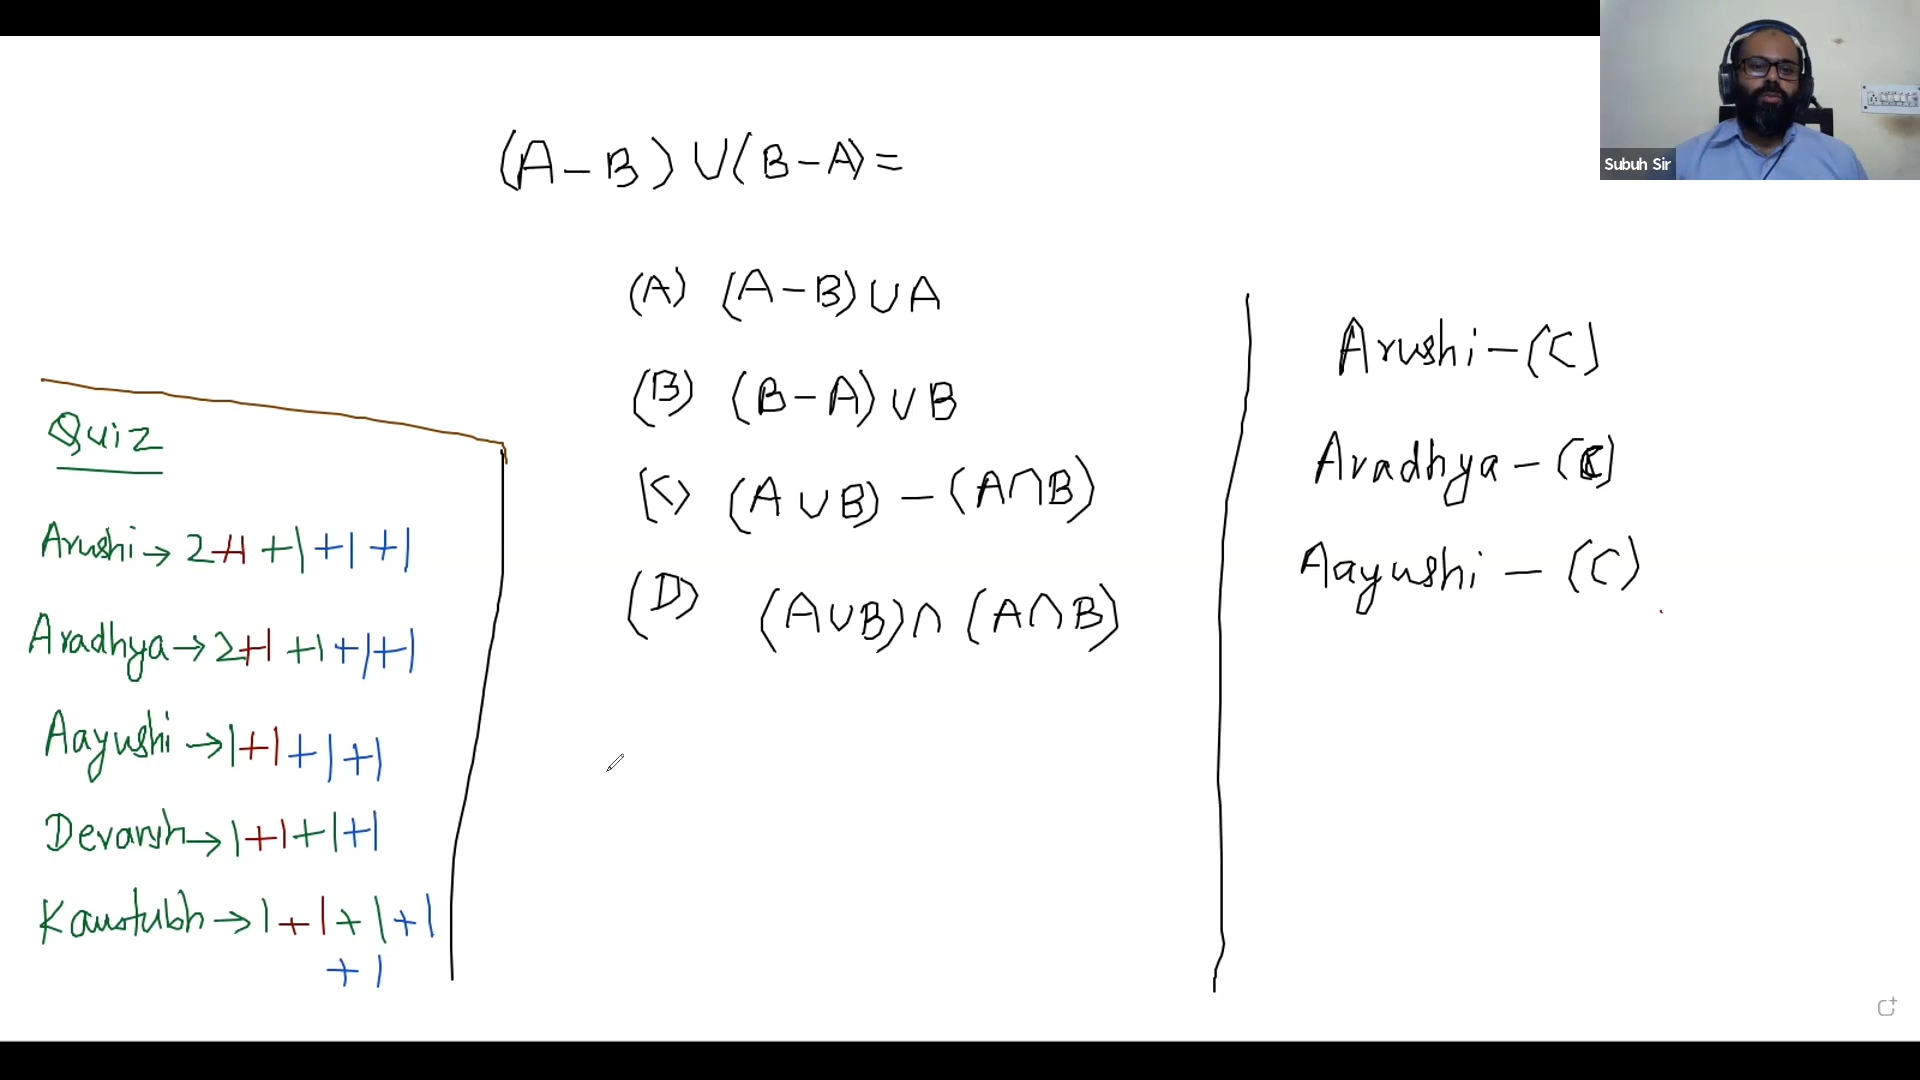 Subuh Sir
(A-B) ∪ (B-A) =
(A) (A-B) ∪ A
(B) (B-A) ∪ B
(C) (A∪B) - (A∩B)
(D) (A∪B) ∩ (A∩B)
Quiz
Arushi → 2+1 +1 +1 +1
Aradhya → 2+1 +1 +1 +1
Aayushi → 1+1 +1 +1
Devansh → 1+1+1+1
Kaustubh → 1+1+1+1
+1
Arushi - (C)
Aradhya - (C)
Aayushi - (C)